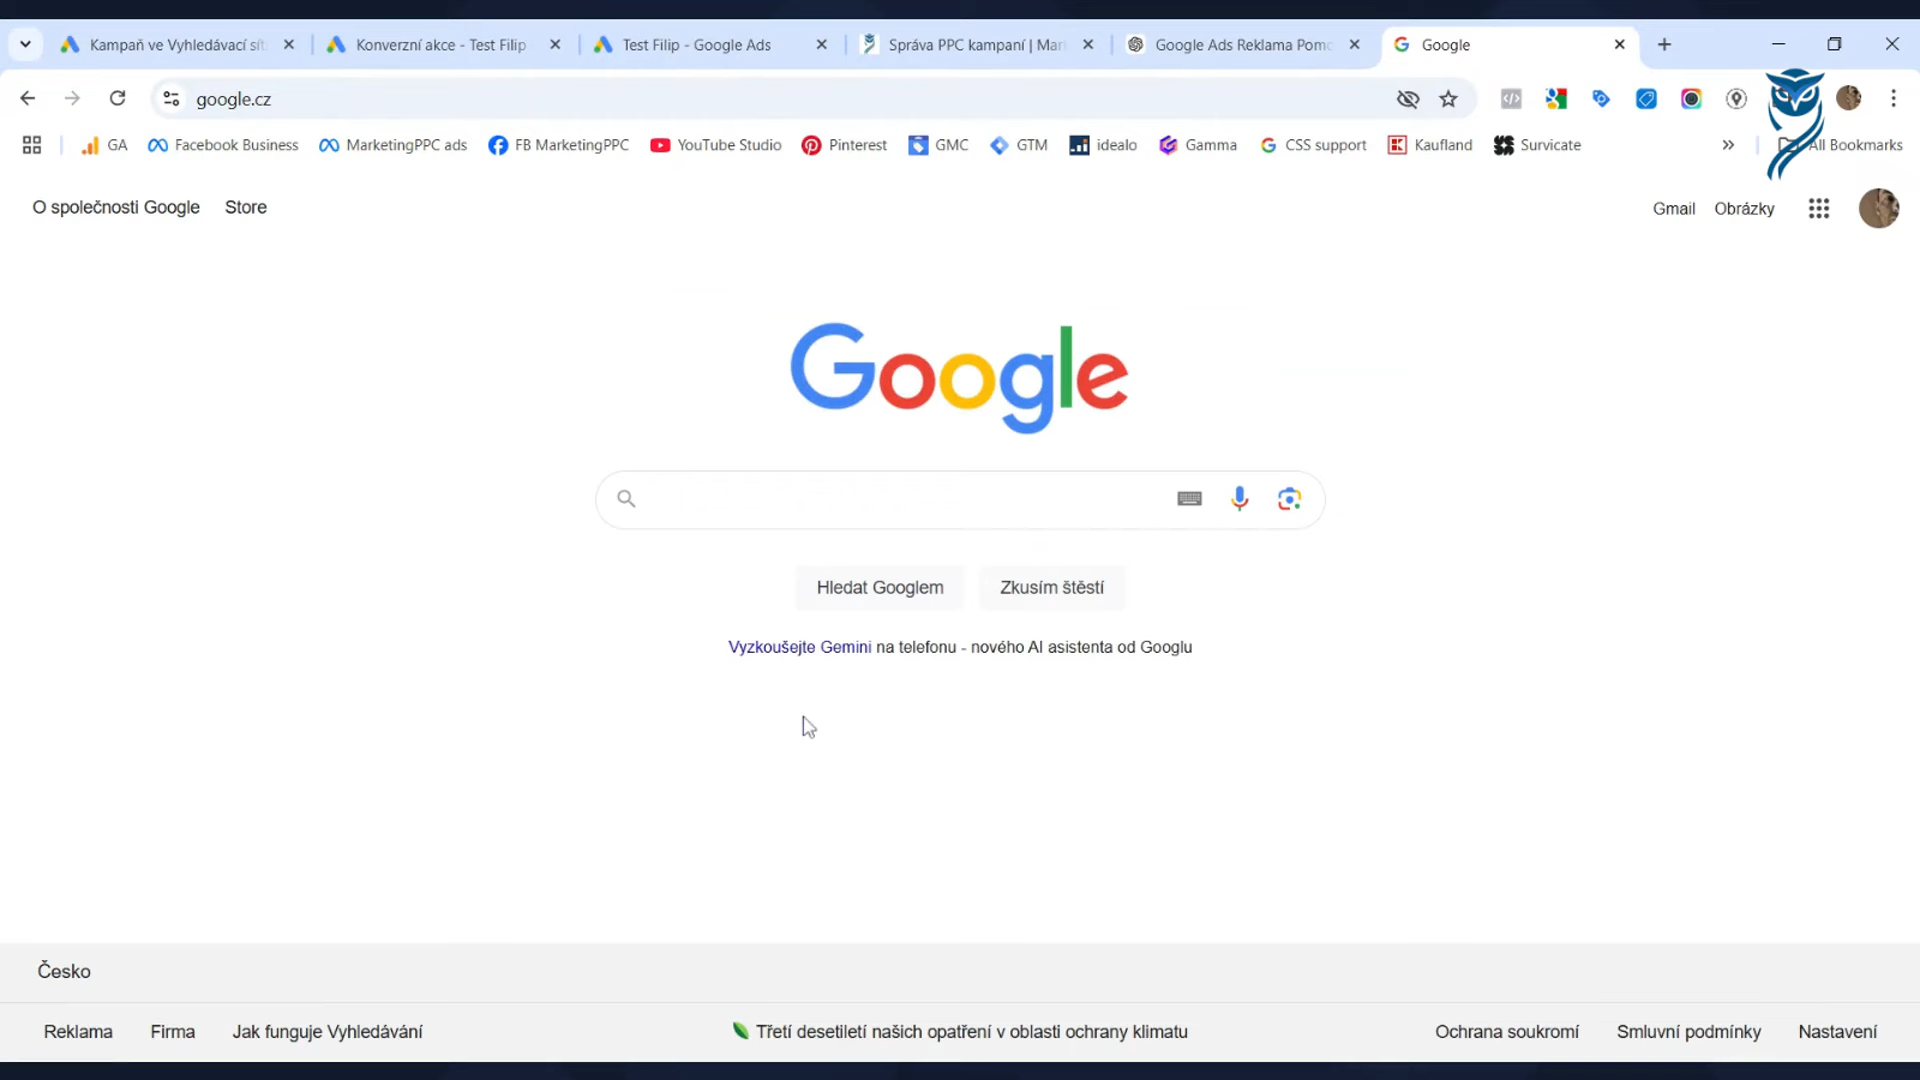 Kampaň ve Vyhledávací sít
Konverzní akce - Test Filip
Test Filip - Google Ads
Správa PPC kampaní | Mar
Google Ads Reklama Pomo
Google
google.cz
GA
Facebook Business
MarketingPPC ads
FB MarketingPPC
YouTube Studio
Pinterest
GMC
GTM
idealo
Gamma
CSS support
Kaufland
Survicate
All Bookmarks
O společnosti Google
Store
Gmail
Obrázky
Google
Hledat Googlem
Zkusím štěstí
Vyzkoušejte Gemini na telefonu - nového AI asistenta od Googlu
Česko
Reklama
Firma
Jak funguje Vyhledávání
Třetí desetiletí našich opatření v oblasti ochrany klimatu
Ochrana soukromí
Smluvní podmínky
Nastavení